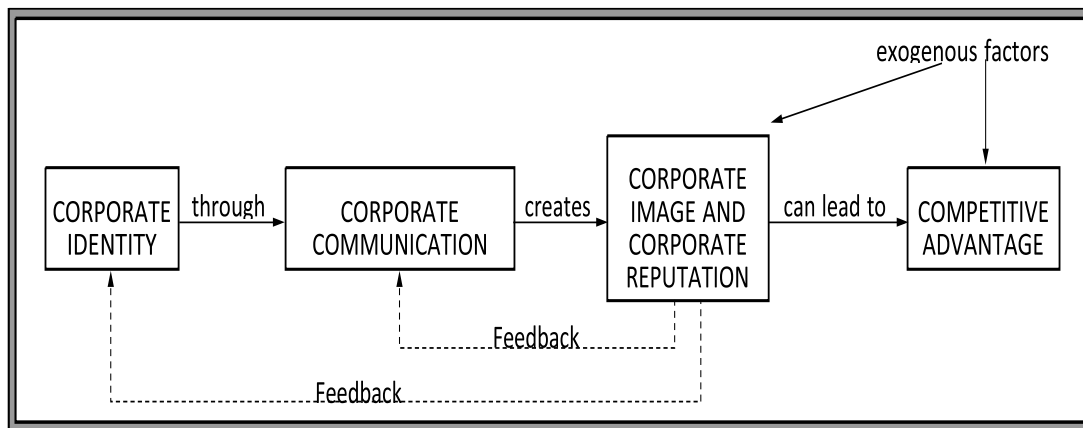 exogenous factors
CORPORATE
IDENTITY
through
CORPORATE
COMMUNICATION
creates
CORPORATE
IMAGE AND
CORPORATE
REPUTATION
can lead to
COMPETITIVE
ADVANTAGE
Feedback
Feedback